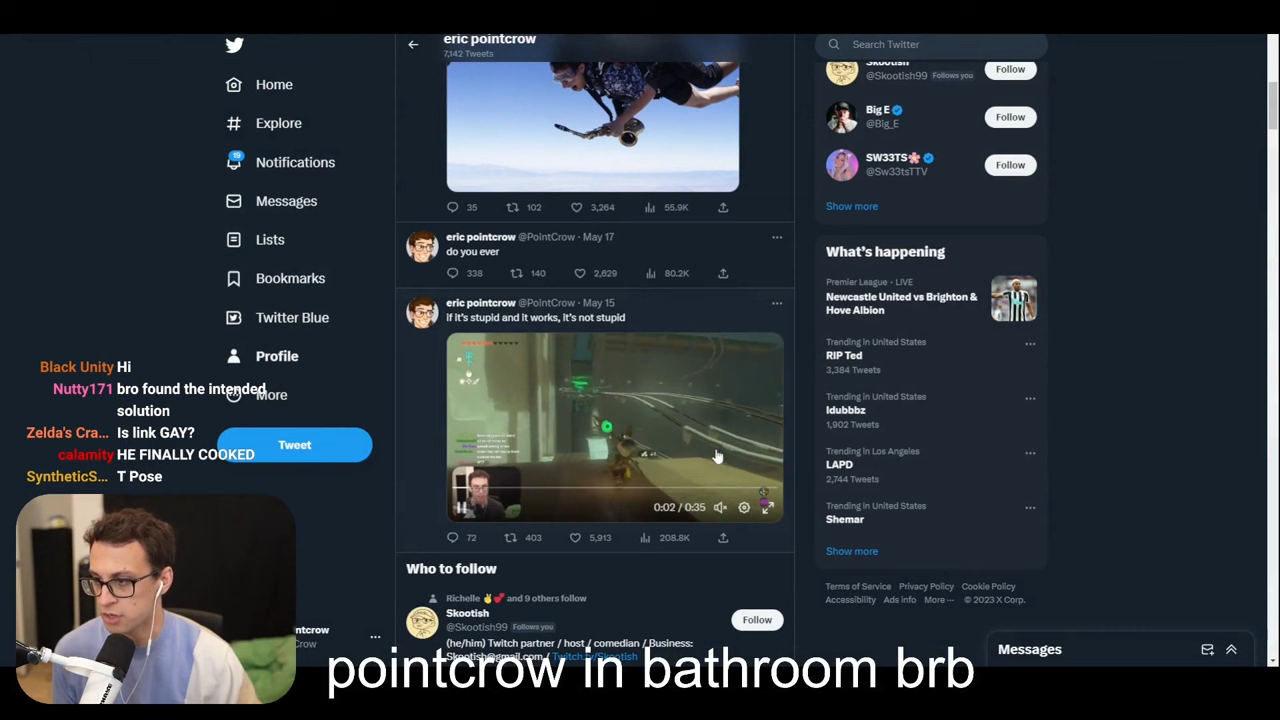 Home
Explore
19
Notifications
Messages
Lists
Bookmarks
Twitter Blue
Profile
More
Tweet
Black Unity Hi
Nutty171 bro found the intended
solution
Zelda's Cra... Is link GAY?
calamity HE FINALLY COOKED
SyntheticS... T Pose
eric pointcrow
7,142 Tweets
35 102 3,264 55.9K
eric pointcrow @PointCrow · May 17
do you ever
338 140 2,629 80.2K
eric pointcrow @PointCrow · May 15
If it's stupid and it works, it's not stupid
0:02 / 0:35
72 403 5,913 208.8K
Who to follow
Richelle ✌️💕 and 9 others follow
Skootish
@Skootish99 Follows you
Follow
(he/him) Twitch partner / host / comedian / Business:
Skootish@gmail.com / Twitch.tv/Skootish
Search Twitter
Skootish
@Skootish99 Follows you
Follow
Big E
@Big_E
Follow
SW33TS🌸
@Sw33tsTTV
Follow
Show more
What's happening
Premier League · LIVE
Newcastle United vs Brighton &
Hove Albion
Trending in United States
RIP Ted
3,384 Tweets
Trending in United States
Idubbbz
1,902 Tweets
Trending in Los Angeles
LAPD
2,744 Tweets
Trending in United States
Shemar
Show more
Terms of Service Privacy Policy Cookie Policy
Accessibility Ads info More ··· © 2023 X Corp.
Messages
pointcrow in bathroom brb